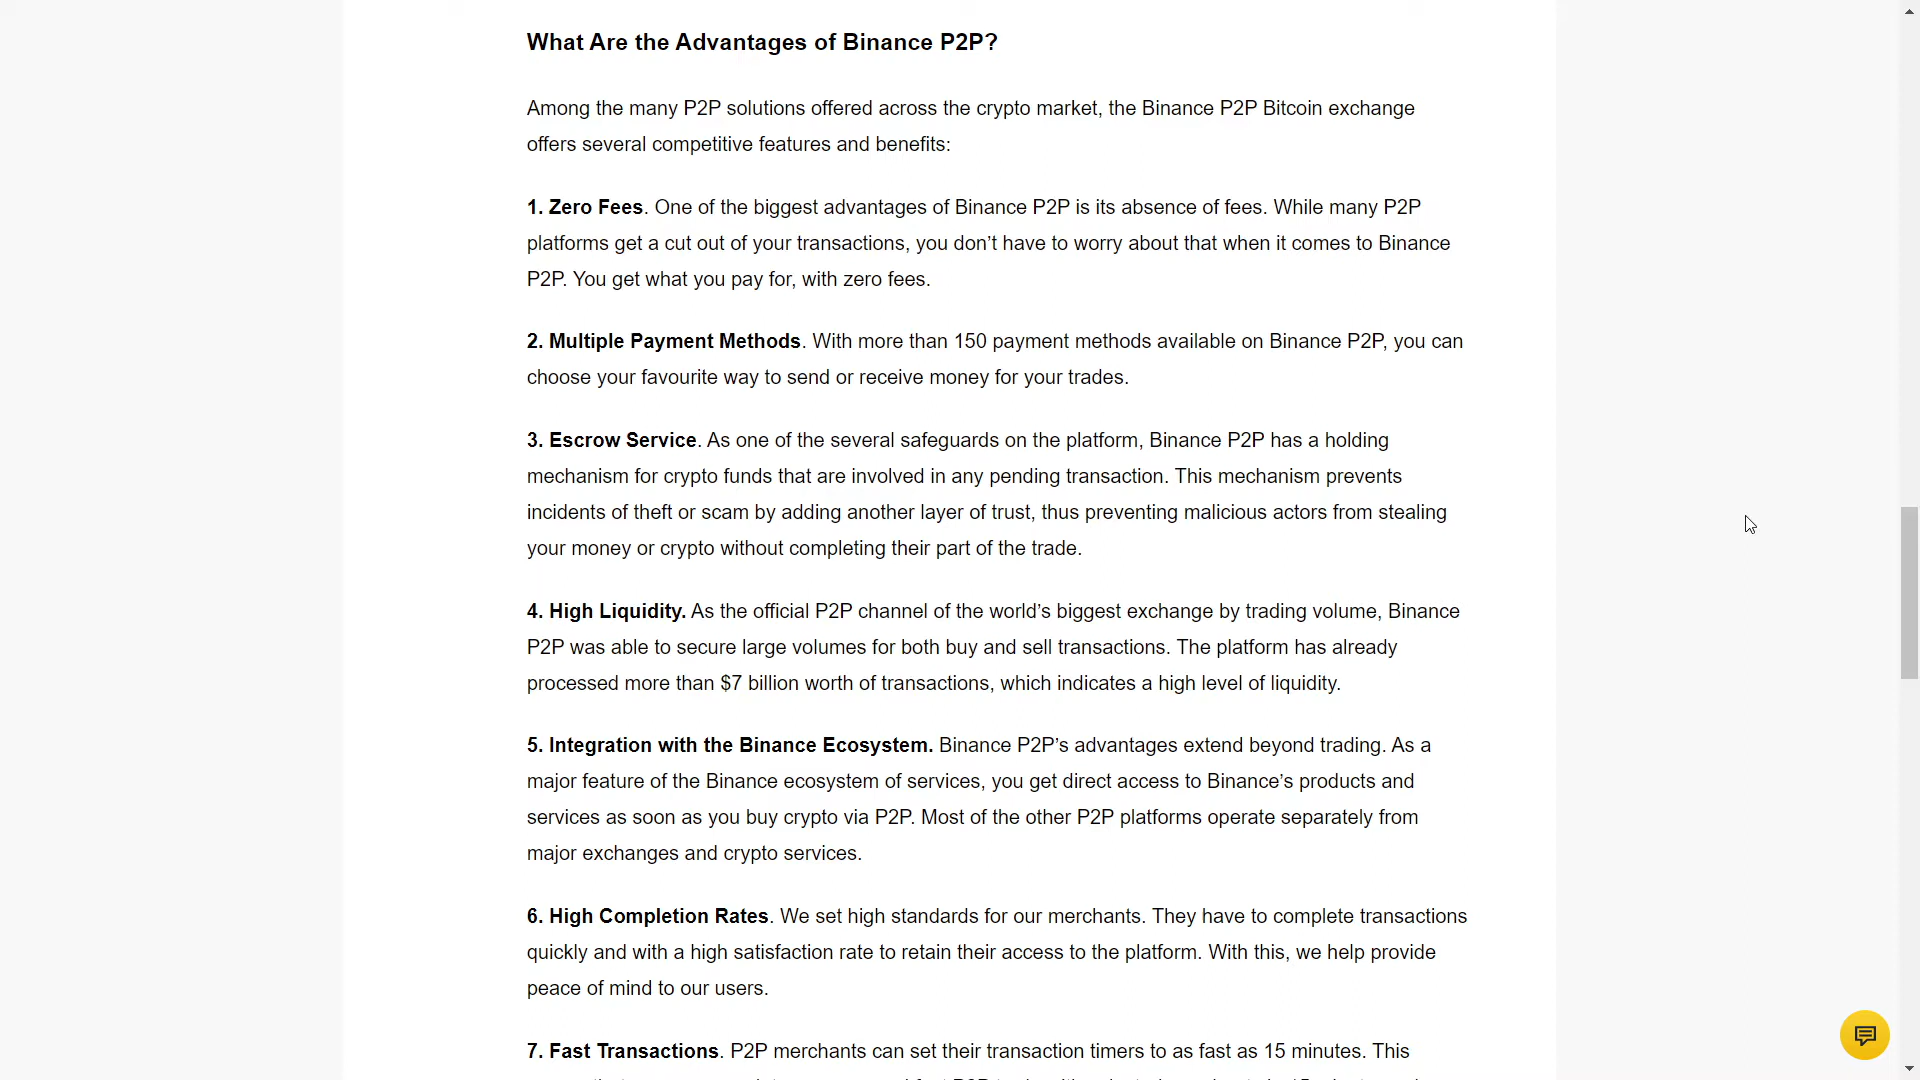 What Are the Advantages of Binance P2P?
Among the many P2P solutions offered across the crypto market, the Binance P2P Bitcoin exchange
offers several competitive features and benefits:
1. Zero Fees. One of the biggest advantages of Binance P2P is its absence of fees. While many P2P
platforms get a cut out of your transactions, you don’t have to worry about that when it comes to Binance
P2P. You get what you pay for, with zero fees.
2. Multiple Payment Methods. With more than 150 payment methods available on Binance P2P, you can
choose your favourite way to send or receive money for your trades.
3. Escrow Service. As one of the several safeguards on the platform, Binance P2P has a holding
mechanism for crypto funds that are involved in any pending transaction. This mechanism prevents
incidents of theft or scam by adding another layer of trust, thus preventing malicious actors from stealing
your money or crypto without completing their part of the trade.
4. High Liquidity. As the official P2P channel of the world’s biggest exchange by trading volume, Binance
P2P was able to secure large volumes for both buy and sell transactions. The platform has already
processed more than $7 billion worth of transactions, which indicates a high level of liquidity.
5. Integration with the Binance Ecosystem. Binance P2P’s advantages extend beyond trading. As a
major feature of the Binance ecosystem of services, you get direct access to Binance’s products and
services as soon as you buy crypto via P2P. Most of the other P2P platforms operate separately from
major exchanges and crypto services.
6. High Completion Rates. We set high standards for our merchants. They have to complete transactions
quickly and with a high satisfaction rate to retain their access to the platform. With this, we help provide
peace of mind to our users.
7. Fast Transactions. P2P merchants can set their transaction timers to as fast as 15 minutes. This